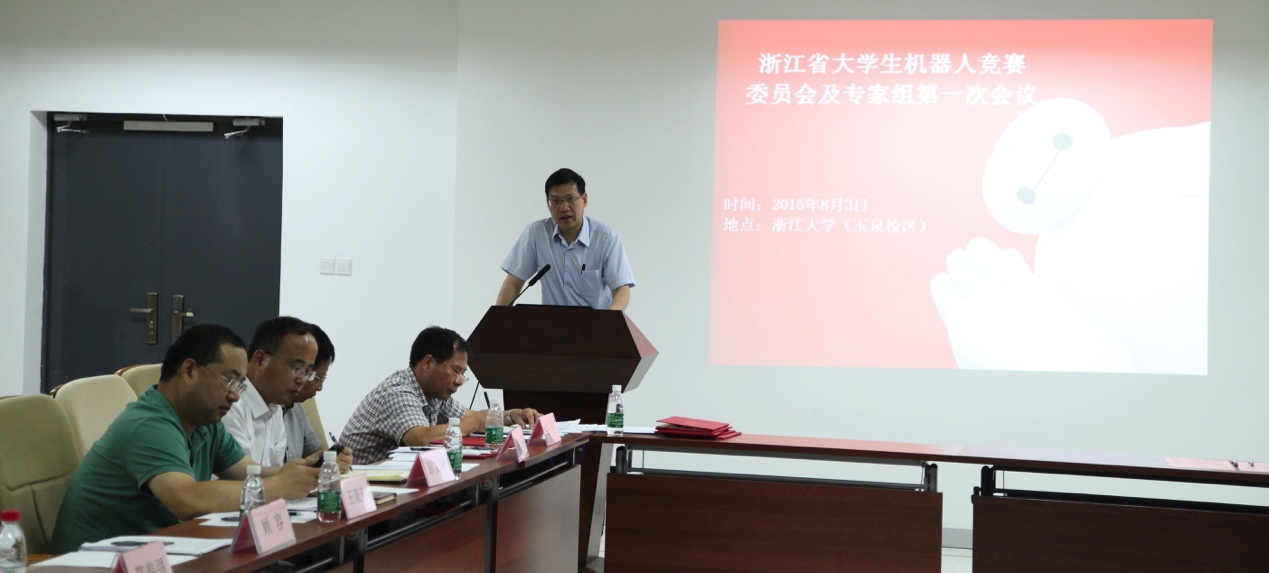 浙江省大学生机器人竞赛
委员会及专家组第一次会议
时间：2015年8月3日
地点：浙江大学（玉泉校区）
顾 容